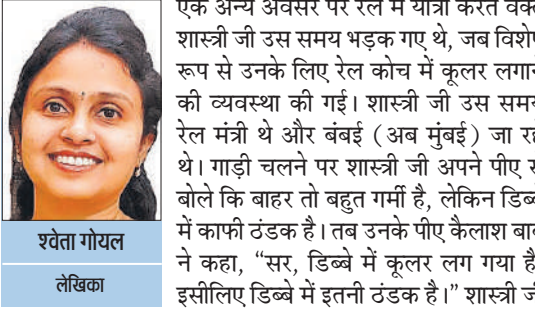 श्वेता गोयल
लेखिका
एक अन्य अवसर पर रेल में यात्रा करते वक्त
शास्त्री जी उस समय भड़क गए थे, जब विशेष
रूप से उनके लिए रेल कोच में कूलर लगाने
की व्यवस्था की गई। शास्त्री जी उस समय
रेल मंत्री थे और बंबई (अब मुंबई) जा रहे
थे। गाड़ी चलने पर शास्त्री जी अपने पीए
बोले कि बाहर तो बहुत गर्मी है, लेकिन डिब्बे
में काफी ठंडक है। तब उनके पीए कैलाश बाबू
ने कहा, “सर, डिब्बे में कूलर लग गया है
इसीलिए डिब्बे में इतनी ठंडक है।” शास्त्री जी